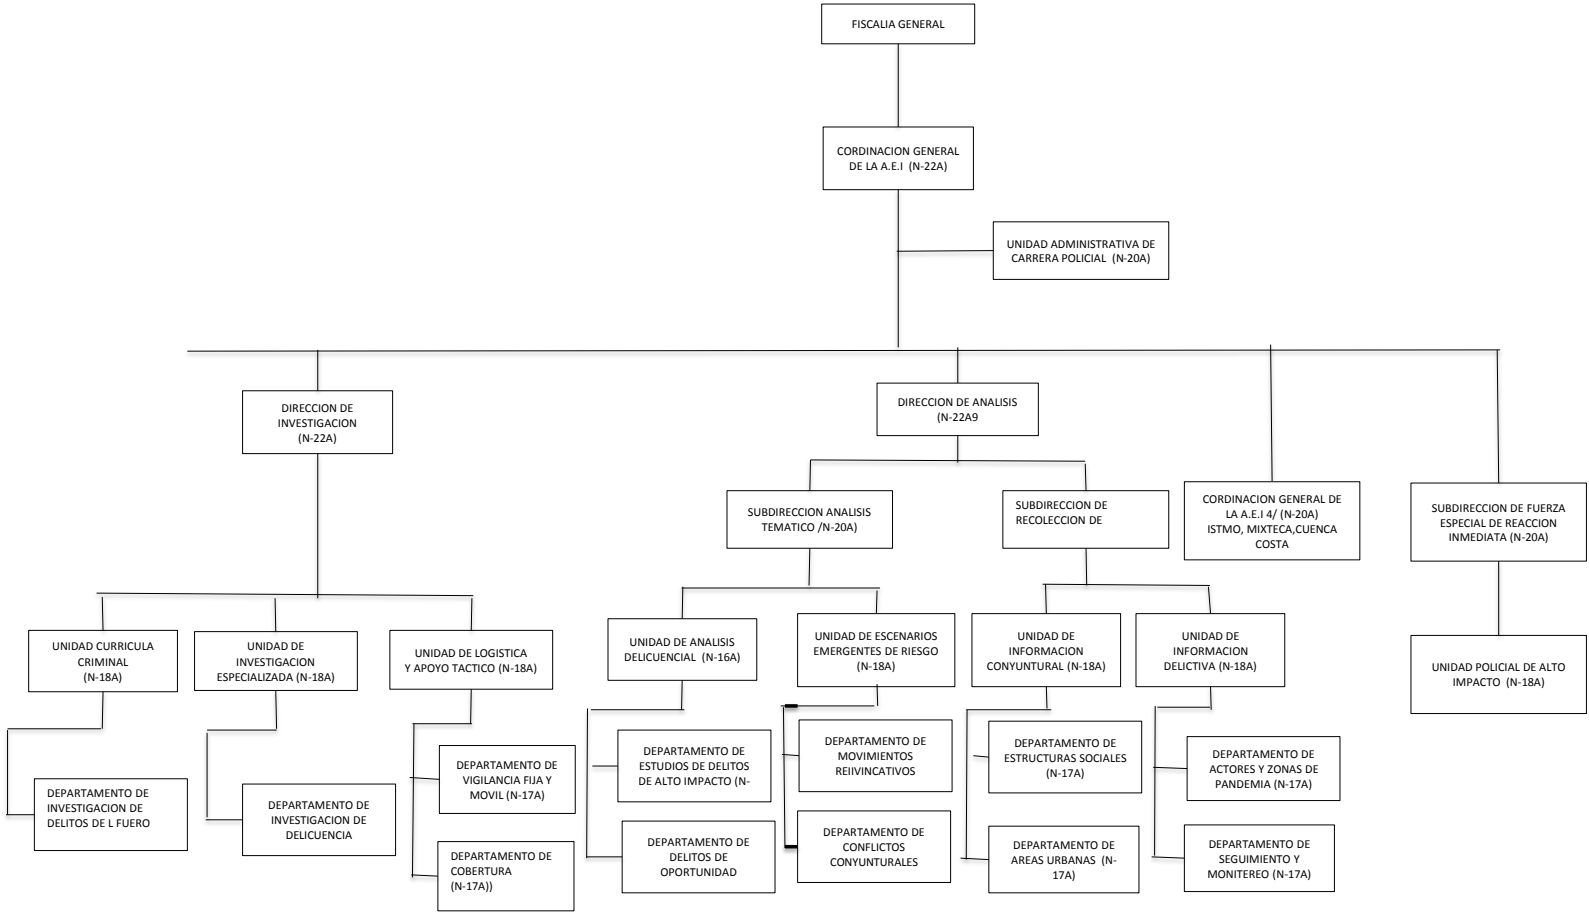 FISCALIA GENERAL
CORDINACION GENERAL
DE LA A.E.I (N-22A)
UNIDAD ADMINISTRATIVA DE
CARRERA POLICIAL (N-20A)
DIRECCION DE
INVESTIGACION
(N-22A)
DIRECCION DE ANALISIS
(N-22A9
SUBDIRECCION ANALISIS
TEMATICO /N-20A)
SUBDIRECCION DE
RECOLECCION DE
CORDINACION GENERAL DE
LA A.E.I 4/ (N-20A)
ISTMO, MIXTECA,CUENCA
COSTA
SUBDIRECCION DE FUERZA
ESPECIAL DE REACCION
INMEDIATA (N-20A)
UNIDAD CURRICULA
CRIMINAL
(N-18A)
UNIDAD DE
INVESTIGACION
ESPECIALIZADA (N-18A)
UNIDAD DE LOGISTICA
Y APOYO TACTICO (N-18A)
UNIDAD DE ANALISIS
DELICUENCIAL (N-16A)
UNIDAD DE ESCENARIOS
EMERGENTES DE RIESGO
(N-18A)
UNIDAD DE
INFORMACION
CONYUNTURAL (N-18A)
UNIDAD DE
INFORMACION
DELICTIVA (N-18A)
UNIDAD POLICIAL DE ALTO
IMPACTO (N-18A)
DEPARTAMENTO DE
INVESTIGACION DE
DELITOS DE L FUERO
DEPARTAMENTO DE
INVESTIGACION DE
DELICUENCIA
DEPARTAMENTO DE
VIGILANCIA FIJA Y
MOVIL (N-17A)
DEPARTAMENTO DE
COBERTURA
(N-17A))
DEPARTAMENTO DE
ESTUDIOS DE DELITOS
DE ALTO IMPACTO (N-
DEPARTAMENTO DE
DELITOS DE
OPORTUNIDAD
DEPARTAMENTO DE
MOVIMIENTOS
REIIVINCATIVOS
DEPARTAMENTO DE
CONFLICTOS
CONYUNTURALES
DEPARTAMENTO DE
ESTRUCTURAS SOCIALES
(N-17A)
DEPARTAMENTO DE
AREAS URBANAS (N-
17A)
DEPARTAMENTO DE
ACTORES Y ZONAS DE
PANDEMIA (N-17A)
DEPARTAMENTO DE
SEGUIMIENTO Y
MONITEREO (N-17A)